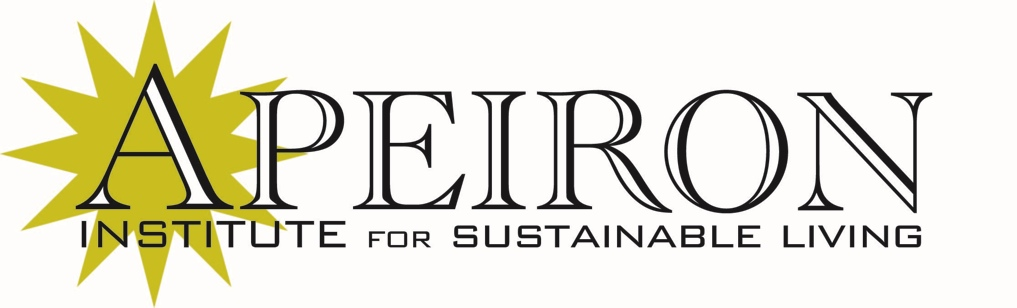 APEIRON
INSTITUTE FOR SUSTAINABLE LIVING